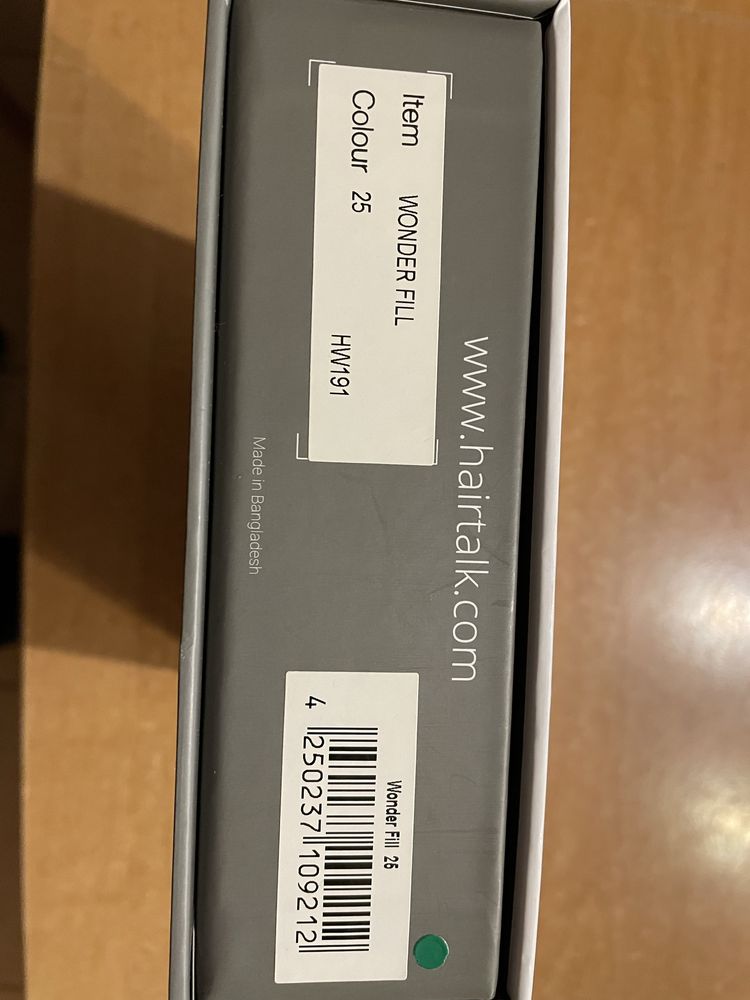 www.hairtalk.com
Item WONDER FILL
Colour 25
HW191
Made in Bangladesh
Wonder Fill 25
4 250237 109212